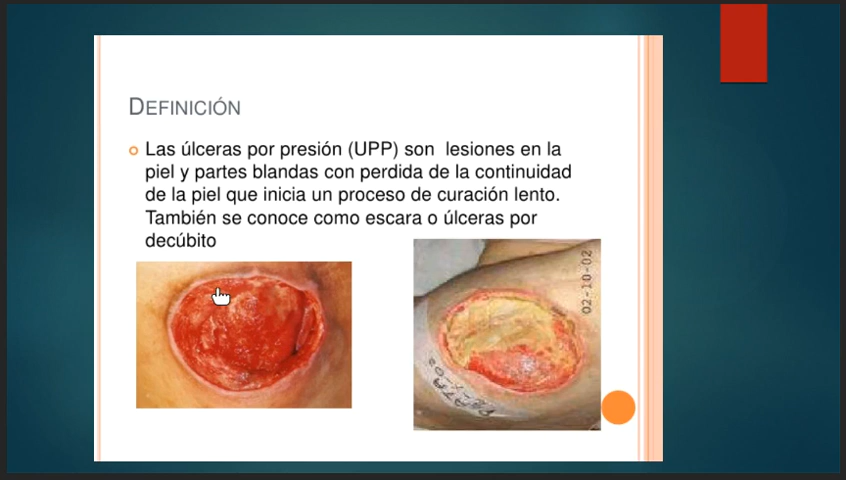 DEFINICIÓN
Las úlceras por presión (UPP) son lesiones en la
piel y partes blandas con perdida de la continuidad
de la piel que inicia un proceso de curación lento.
También se conoce como escara o úlceras por
decúbito
02-10-02